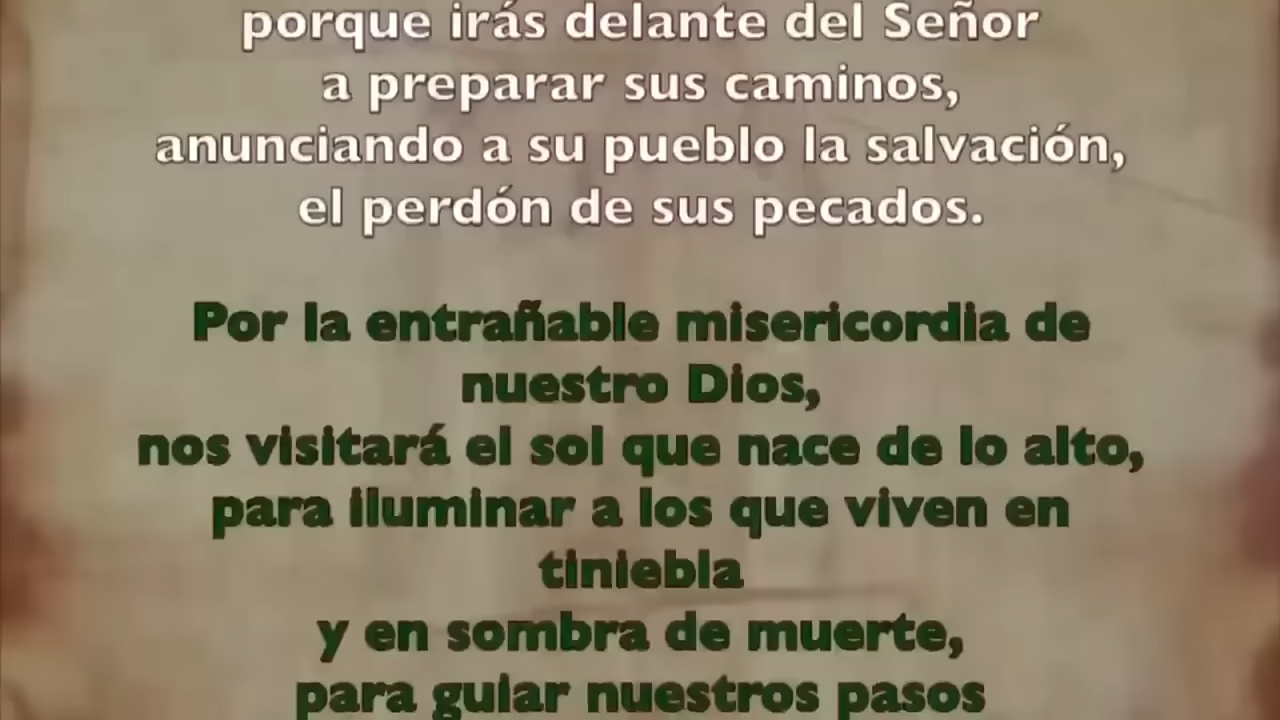 porque irás delante del Señor
a preparar sus caminos,
anunciando a su pueblo la salvación,
el perdón de sus pecados.
Por la entrañable misericordia de
nuestro Dios,
nos visitará el sol que nace de lo alto,
para iluminar a los que viven en
tiniebla
y en sombra de muerte,
para guiar nuestros pasos